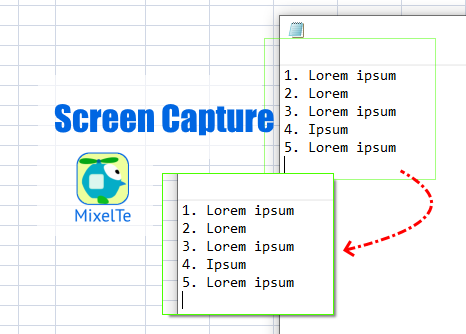 1. Lorem ipsum
2. Lorem
3. Lorem ipsum
4. Ipsum
5. Lorem ipsum
Screen Capture
MixelTe
1. Lorem ipsum
2. Lorem
3. Lorem ipsum
4. Ipsum
5. Lorem ipsum